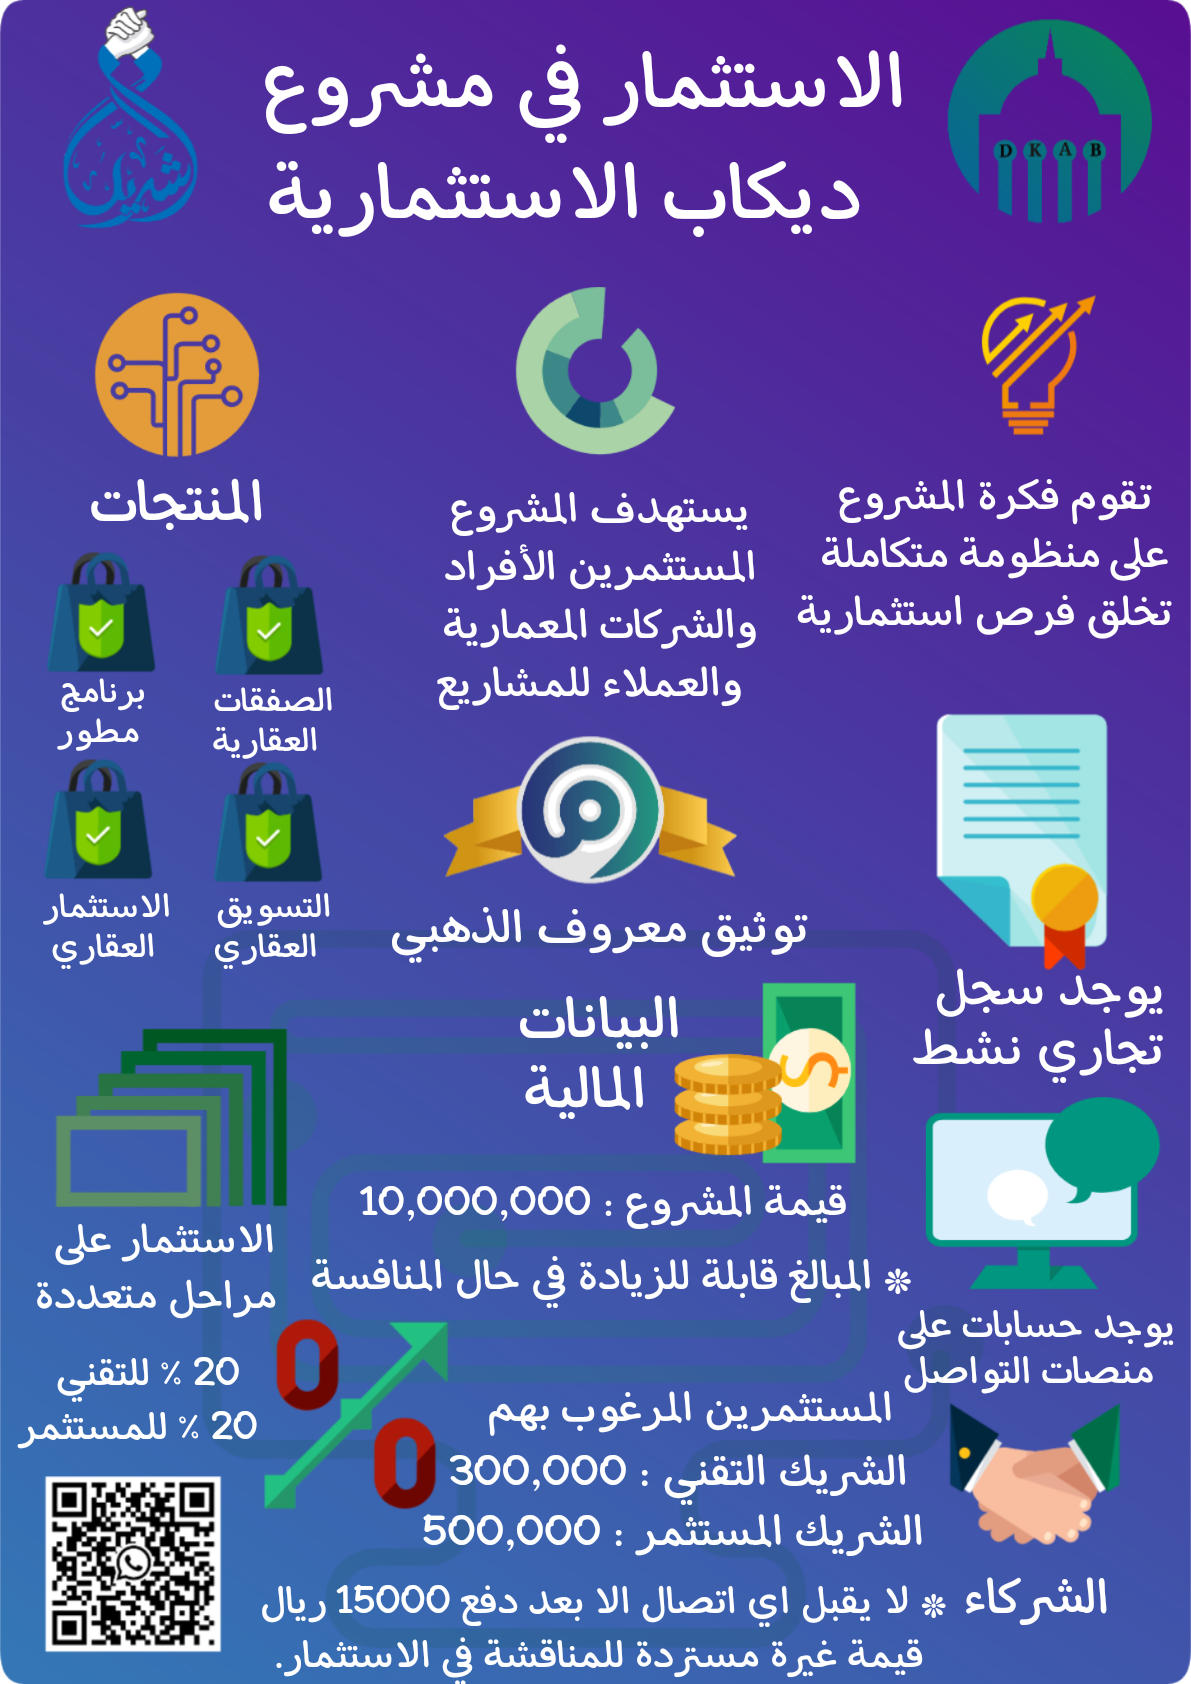 الاستثمار في مشروع
ديكاب الاستثمارية
شريك
D K A B
تقوم فكرة المشروع
على منظومة متكاملة
تخلق فرص استثمارية
يستهدف المشروع
المستثمرين الأفراد
والشركات المعمارية
والعملاء للمشاريع
المنتجات
الصفقات
العقارية
برنامج
مطور
التسويق
العقاري
الاستثمار
العقاري
توثيق معروف الذهبي
يوجد سجل
تجاري نشط
البيانات
المالية
قيمة المشروع : 10,000,000
* المبالغ قابلة للزيادة في حال المنافسة
الاستثمار على
مراحل متعددة
20 % للتقني
20 % للمستثمر
يوجد حسابات على
منصات التواصل
المستثمرين المرغوب بهم
الشريك التقني : 300,000
الشريك المستثمر : 500,000
الشركاء
* لا يقبل اي اتصال الا بعد دفع 15000 ريال
قيمة غيرة مستردة للمناقشة في الاستثمار.